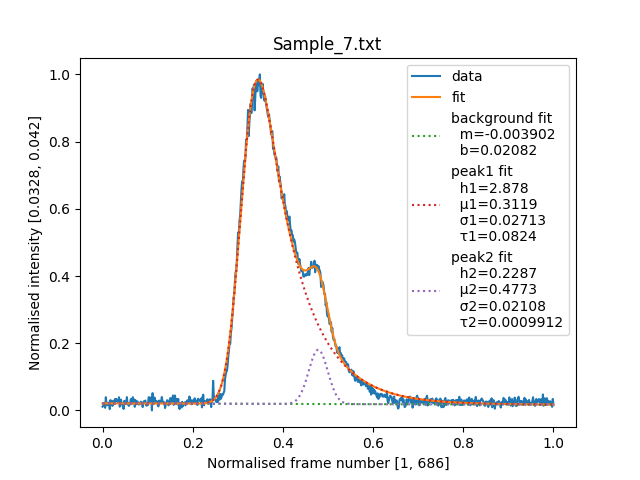 Sample_7.txt
Normalised intensity [0.0328, 0.042]
1.0
0.8
0.6
0.4
0.2
0.0
0.0 0.2 0.4 0.6 0.8 1.0
Normalised frame number [1, 686]
data
fit
background fit
m=-0.003902
b=0.02082
peak1 fit
h1=2.878
μ1=0.3119
σ1=0.02713
τ1=0.0824
peak2 fit
h2=0.2287
μ2=0.4773
σ2=0.02108
τ2=0.0009912